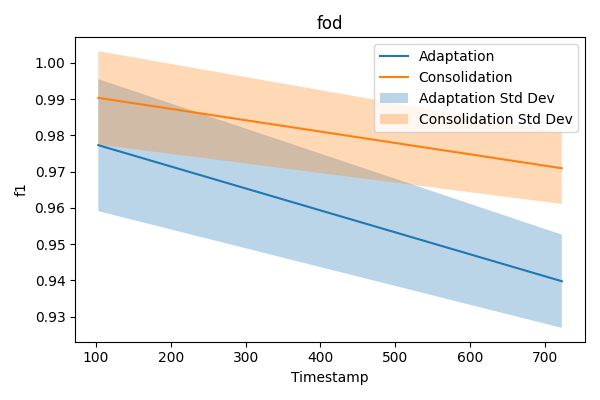 fod
Adaptation
Consolidation
Adaptation Std Dev
Consolidation Std Dev
1.00
0.99
0.98
0.97
0.96
0.95
0.94
0.93
f1
100 200 300 400 500 600 700
Timestamp